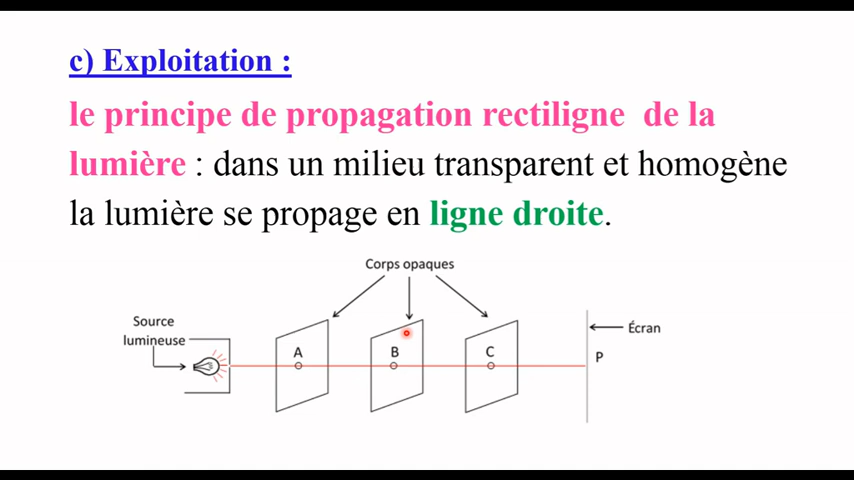 c) Exploitation :
le principe de propagation rectiligne de la
lumière : dans un milieu transparent et homogène
la lumière se propage en ligne droite.
Corps opaques
Source
lumineuse
A
B
C
Écran
P